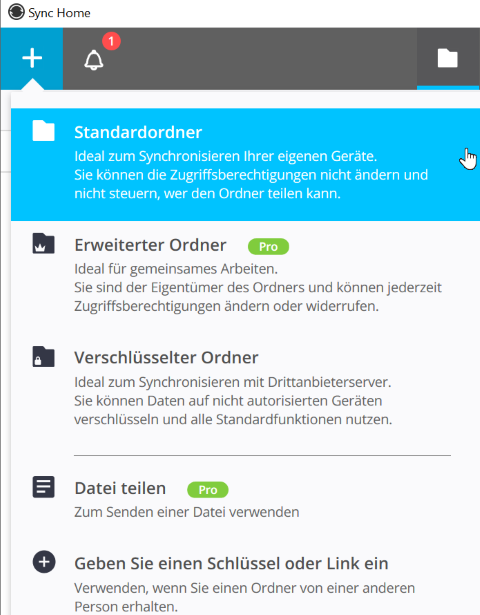 Sync Home
1
Standardordner
Ideal zum Synchronisieren Ihrer eigenen Geräte.
Sie können die Zugriffsberechtigungen nicht ändern und
nicht steuern, wer den Ordner teilen kann.
Erweiterter Ordner Pro
Ideal für gemeinsames Arbeiten.
Sie sind der Eigentümer des Ordners und können jederzeit
Zugriffsberechtigungen ändern oder widerrufen.
Verschlüsselter Ordner
Ideal zum Synchronisieren mit Drittanbieterserver.
Sie können Daten auf nicht autorisierten Geräten
verschlüsseln und alle Standardfunktionen nutzen.
Datei teilen Pro
Zum Senden einer Datei verwenden
Geben Sie einen Schlüssel oder Link ein
Verwenden, wenn Sie einen Ordner von einer anderen
Person erhalten.